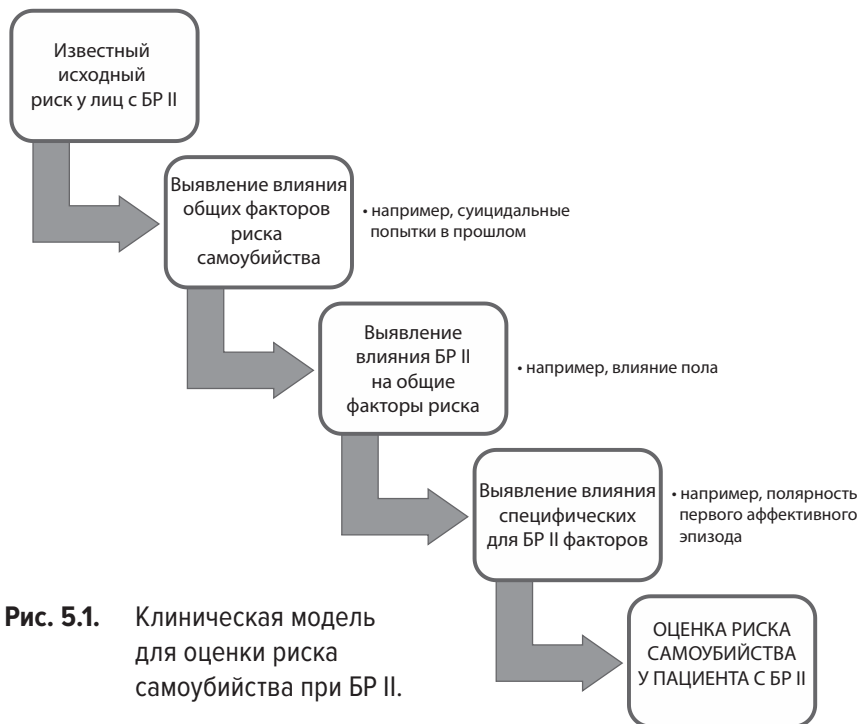 Известный
исходный
риск у лиц с БР II
Выявление влияния
общих факторов
риска
самоубийства
• например, суицидальные
попытки в прошлом
Выявление
влияния БР II
на общие
факторы риска
• например, влияние пола
Выявление влияния
специфических
для БР II факторов
• например, полярность
первого аффективного
эпизода
ОЦЕНКА РИСКА
САМОУБИЙСТВА
У ПАЦИЕНТА С БР II
Рис. 5.1. Клиническая модель
для оценки риска
самоубийства при БР II.